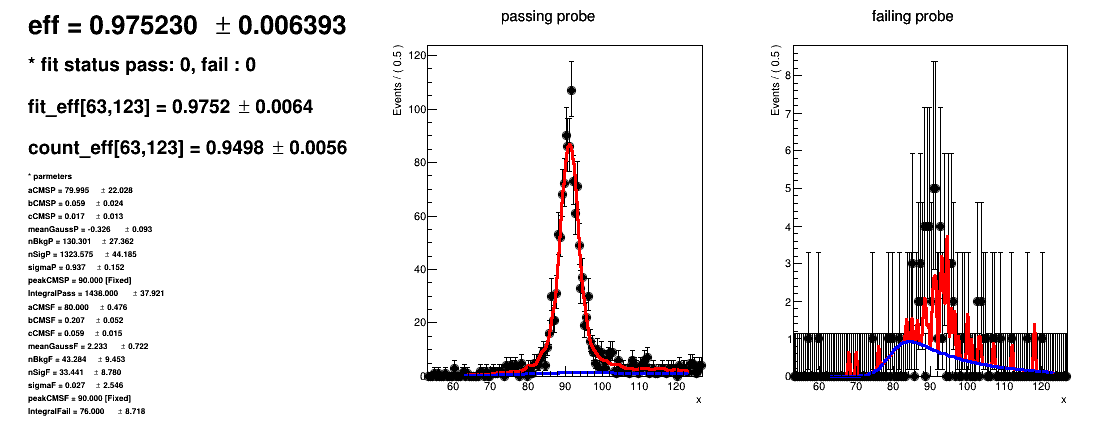 eff = 0.975230 ± 0.006393
* fit status pass: 0, fail : 0
fit_eff[63,123] = 0.9752 ± 0.0064
count_eff[63,123] = 0.9498 ± 0.0056
* parmeters
aCMSP = 79.995 ± 22.028
bCMSP = 0.059 ± 0.024
cCMSP = 0.017 ± 0.013
meanGaussP = -0.326 ± 0.093
nBkgP = 130.301 ± 27.362
nSigP = 1323.575 ± 44.185
sigmaP = 0.937 ± 0.152
peakCMSP = 90.000 [Fixed]
IntegralPass = 1438.000 ± 37.921
aCMSF = 80.000 ± 0.476
bCMSF = 0.207 ± 0.052
cCMSF = 0.059 ± 0.015
meanGaussF = 2.233 ± 0.722
nBkgF = 43.284 ± 9.453
nSigF = 33.441 ± 8.780
sigmaF = 0.027 ± 2.546
peakCMSF = 90.000 [Fixed]
IntegralFail = 76.000 ± 8.718
passing probe
Events / ( 0.5 )
120
100
80
60
40
20
0
60 70 80 90 100 110 120
x
failing probe
Events / ( 0.5 )
8
7
6
5
4
3
2
1
0
60 70 80 90 100 110 120
x